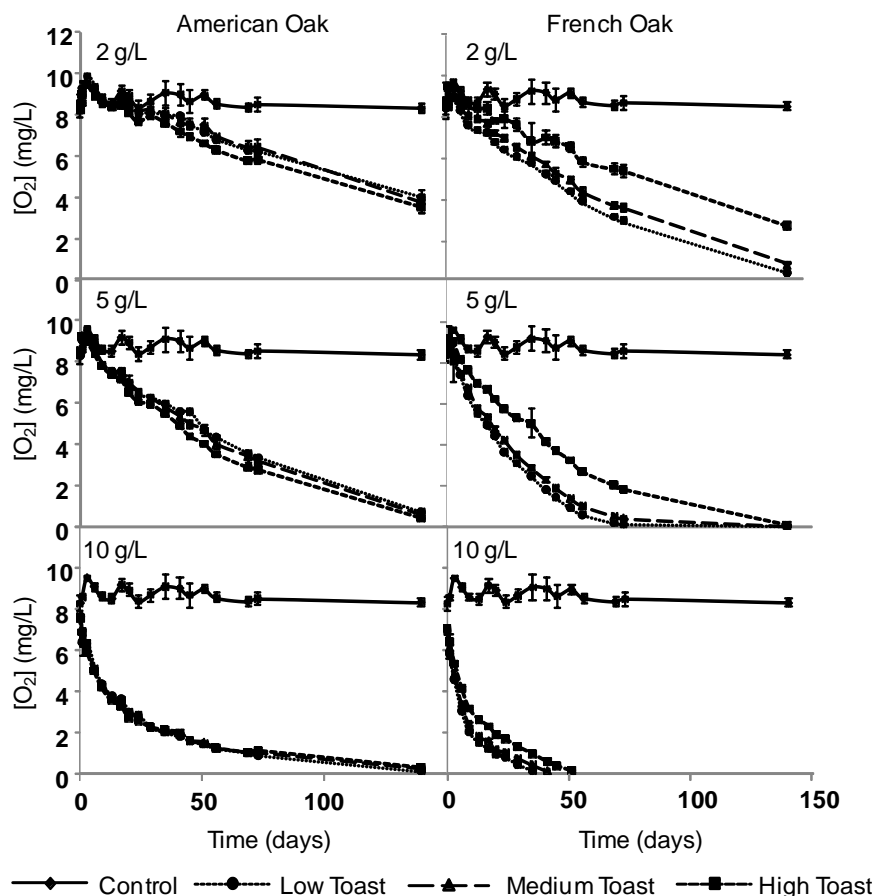 American Oak French Oak
12
2 g/L 2 g/L
10
8
6
4
2
0
[O₂] (mg/L)
5 g/L 5 g/L
10
8
6
4
2
0
[O₂] (mg/L)
10 g/L 10 g/L
10
8
6
4
2
0
[O₂] (mg/L)
0 50 100 0 50 100 150
Time (days) Time (days)
Control Low Toast Medium Toast High Toast